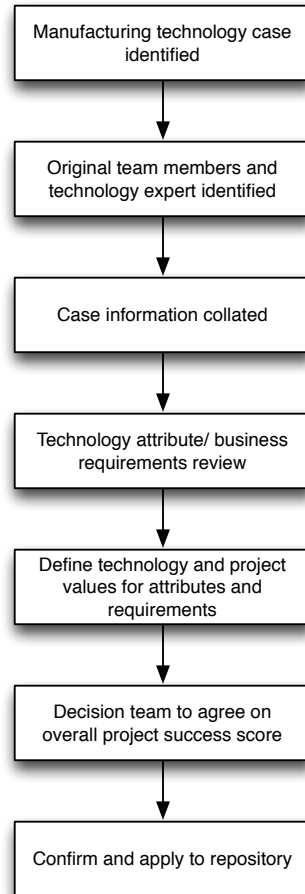 Manufacturing technology case
identified
Original team members and
technology expert identified
Case information collated
Technology attribute/ business
requirements review
Define technology and project
values for attributes and
requirements
Decision team to agree on
overall project success score
Confirm and apply to repository